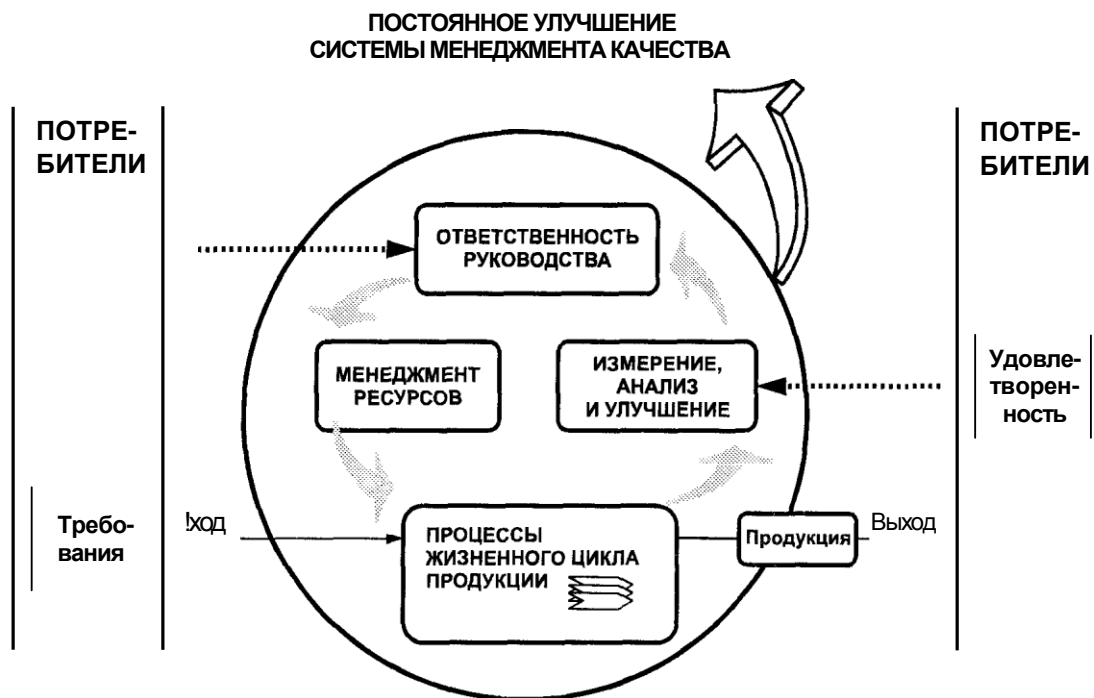 ПОСТОЯННОЕ УЛУЧШЕНИЕ
СИСТЕМЫ МЕНЕДЖМЕНТА КАЧЕСТВА
ПОТРЕ-
БИТЕЛИ
ПОТРЕ-
БИТЕЛИ
ОТВЕТСТВЕННОСТЬ
РУКОВОДСТВА
МЕНЕДЖМЕНТ
РЕСУРСОВ
ИЗМЕРЕНИЕ,
АНАЛИЗ
И УЛУЧШЕНИЕ
Удовле-
творен-
ность
Требо-
вания
!ход
ПРОЦЕССЫ
ЖИЗНЕННОГО ЦИКЛА
ПРОДУКЦИИ
Продукция
Выход